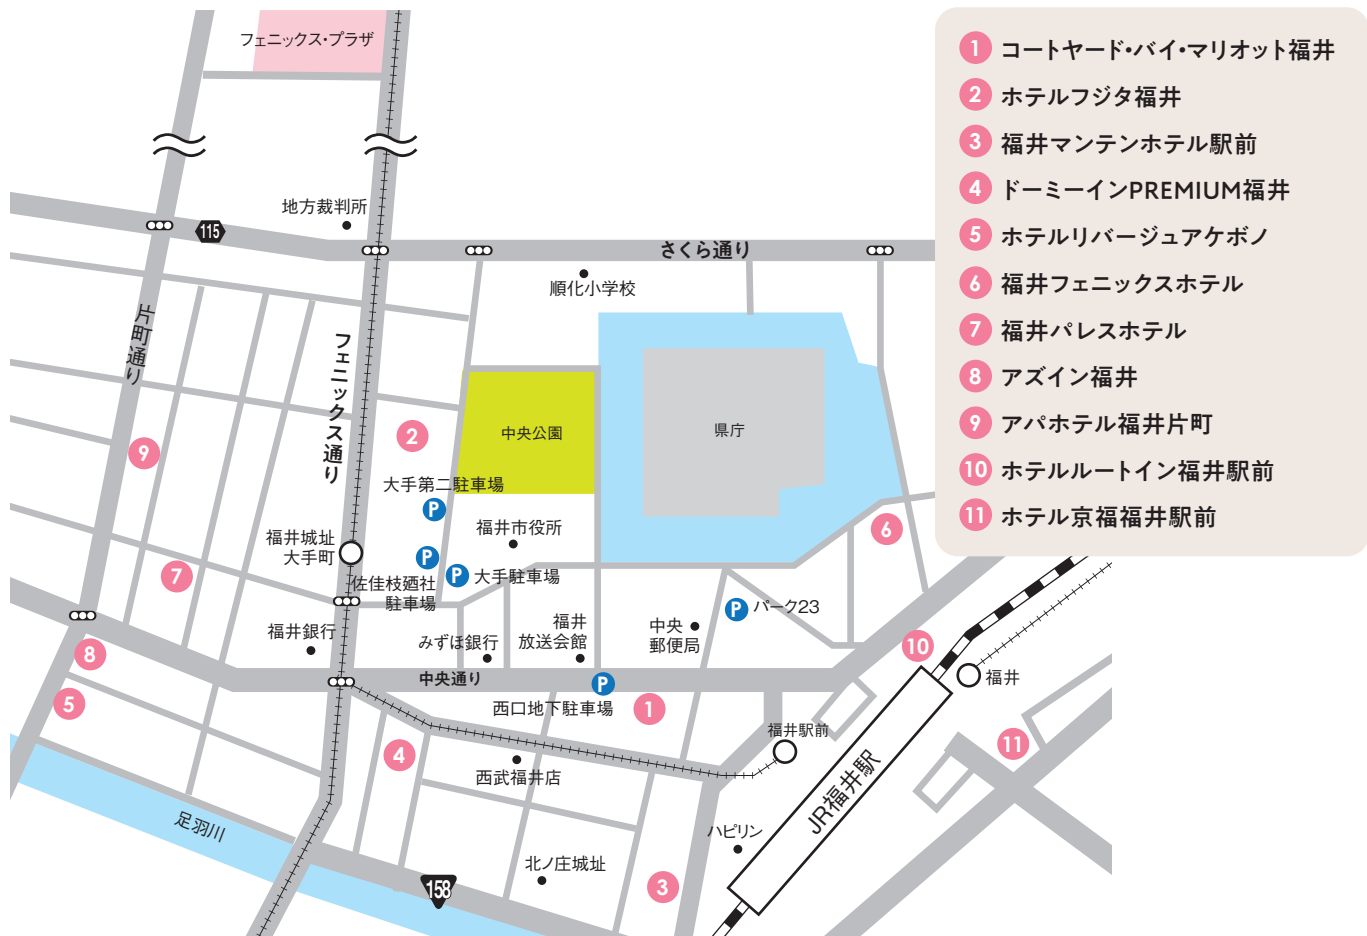 フェニックス・プラザ
1 コートヤード・バイ・マリオット福井
2 ホテルフジタ福井
3 福井マンテンホテル駅前
4 ドーミーインPREMIUM福井
5 ホテルリバージュアケボノ
6 福井フェニックスホテル
7 福井パレスホテル
8 アズイン福井
9 アパホテル福井片町
10 ホテルルートイン福井駅前
11 ホテル京福福井駅前
地方裁判所
115
さくら通り
順化小学校
片町通り
フェニックス通り
2
中央公園
県庁
9
大手第二駐車場
P
福井市役所
6
福井城址
大手町
P
P
大手駐車場
佐佳枝廼社
駐車場
7
P
パーク23
福井銀行
みずほ銀行
福井
放送会館
中央
郵便局
8
10
中央通り
P
福井
5
西口地下駐車場
1
福井駅前
11
4
西武福井店
JR福井駅
足羽川
ハピリン
北ノ庄城址
158
3